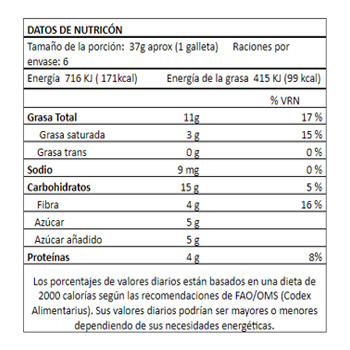 DATOS DE NUTRICÓN
Tamaño de la porción: 37g aprox (1 galleta) Raciones por
envase: 6
Energía 716 KJ ( 171kcal) Energía de la grasa 415 KJ (99 kcal)
% VRN
Grasa Total 11g 17 %
Grasa saturada 3 g 15 %
Grasa trans 0 g 0 %
Sodio 9 mg 0 %
Carbohidratos 15 g 5 %
Fibra 4 g 16 %
Azúcar 5 g
Azúcar añadido 5 g
Proteínas 4 g 8%
Los porcentajes de valores diarios están basados en una dieta de
2000 calorías según las recomendaciones de FAO/OMS (Codex
Alimentarius). Sus valores diarios podrían ser mayores o menores
dependiendo de sus necesidades energéticas.